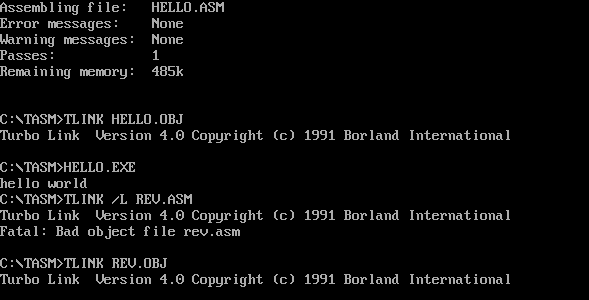 Assembling file:   HELLO.ASM
Error messages:    None
Warning messages:  None
Passes:            1
Remaining memory:  485k
C:\TASM>TLINK HELLO.OBJ
Turbo Link  Version 4.0 Copyright (c) 1991 Borland International
C:\TASM>HELLO.EXE
hello world
C:\TASM>TLINK /L REV.ASM
Turbo Link  Version 4.0 Copyright (c) 1991 Borland International
Fatal: Bad object file rev.asm
C:\TASM>TLINK REV.OBJ
Turbo Link  Version 4.0 Copyright (c) 1991 Borland International